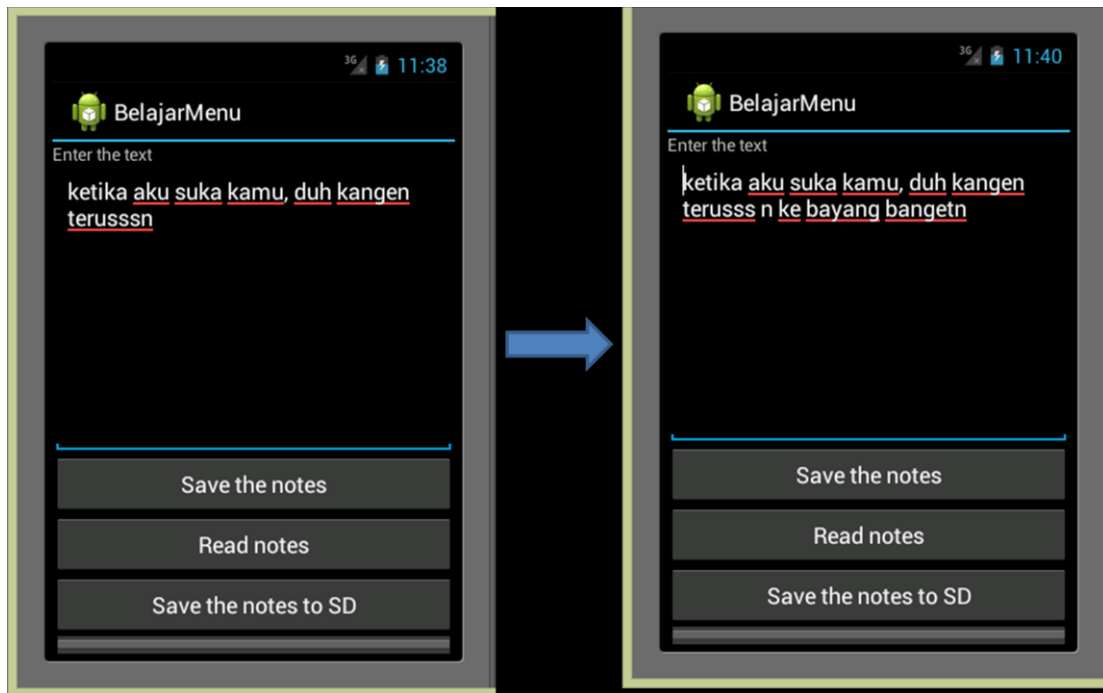 3G 11:38
BelajarMenu
Enter the text
ketika aku suka kamu, duh kangen
terusssn
Save the notes
Read notes
Save the notes to SD
3G 11:40
BelajarMenu
Enter the text
ketika aku suka kamu, duh kangen
terusss n ke bayang bangetn
Save the notes
Read notes
Save the notes to SD